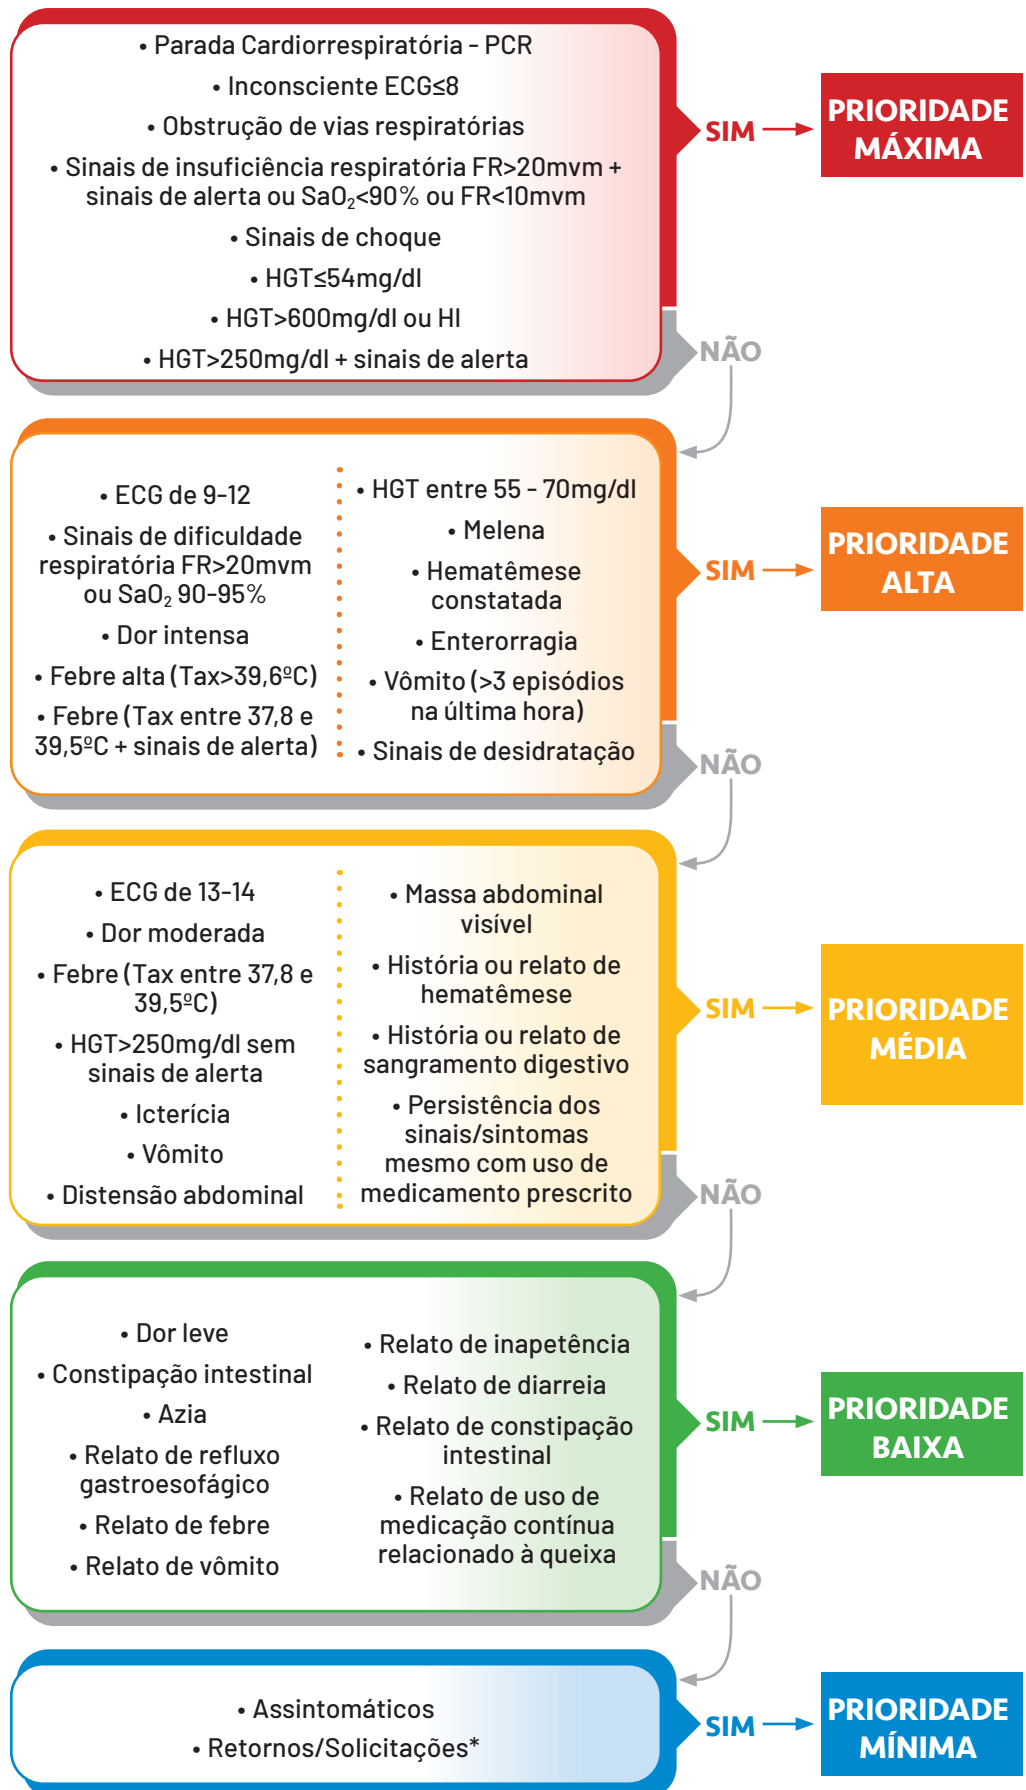 • Parada Cardiorrespiratória - PCR
• Inconsciente ECG≤8
• Obstrução de vias respiratórias
• Sinais de insuficiência respiratória FR>20mvm +
sinais de alerta ou SaO₂<90% ou FR<10mvm
• Sinais de choque
• HGT≤54mg/dl
• HGT>600mg/dl ou HI
• HGT>250mg/dl + sinais de alerta
SIM
PRIORIDADE
MÁXIMA
NÃO
• ECG de 9-12
• Sinais de dificuldade
respiratória FR>20mvm
ou SaO₂ 90-95%
• Dor intensa
• Febre alta (Tax>39,6ºC)
• Febre (Tax entre 37,8 e
39,5ºC + sinais de alerta)
• HGT entre 55 - 70mg/dl
• Melena
• Hematêmese
constatada
• Enterorragia
• Vômito (>3 episódios
na última hora)
• Sinais de desidratação
SIM
PRIORIDADE
ALTA
NÃO
• ECG de 13-14
• Dor moderada
• Febre (Tax entre 37,8 e
39,5ºC)
• HGT>250mg/dl sem
sinais de alerta
• Icterícia
• Vômito
• Distensão abdominal
• Massa abdominal
visível
• História ou relato de
hematêmese
• História ou relato de
sangramento digestivo
• Persistência dos
sinais/sintomas
mesmo com uso de
medicamento prescrito
SIM
PRIORIDADE
MÉDIA
NÃO
• Dor leve
• Constipação intestinal
• Azia
• Relato de refluxo
gastroesofágico
• Relato de febre
• Relato de vômito
• Relato de inapetência
• Relato de diarreia
• Relato de constipação
intestinal
• Relato de uso de
medicação contínua
relacionado à queixa
SIM
PRIORIDADE
BAIXA
NÃO
• Assintomáticos
• Retornos/Solicitações*
SIM
PRIORIDADE
MÍNIMA